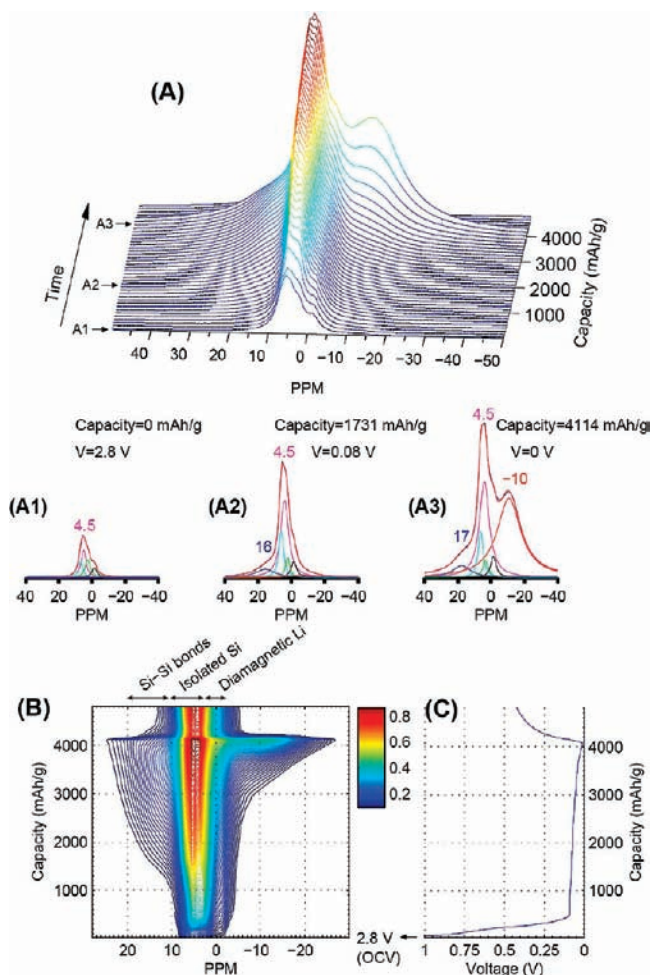 (A)
A3
A2
A1
Time
4000
3000
2000
1000
Capacity (mAh/g)
40 30 20 10 0 −10 −20 −30 −40 −50
PPM
Capacity=0 mAh/g
V=2.8 V
(A1)
4.5
40 20 0 −20 −40
PPM
Capacity=1731 mAh/g
V=0.08 V
(A2)
4.5
16
40 20 0 −20 −40
PPM
Capacity=4114 mAh/g
V=0 V
(A3)
4.5
−10
17
40 20 0 −20 −40
PPM
Si−Si bonds
Isolated Si
Diamagnetic Li
(B)
4000
3000
2000
1000
Capacity (mAh/g)
20 10 0 −10 −20
PPM
0.8
0.6
0.4
0.2
(C)
4000
3000
2000
1000
Capacity (mAh/g)
2.8 V
(OCV)
1 0.75 0.5 0.25 0
Voltage (V)